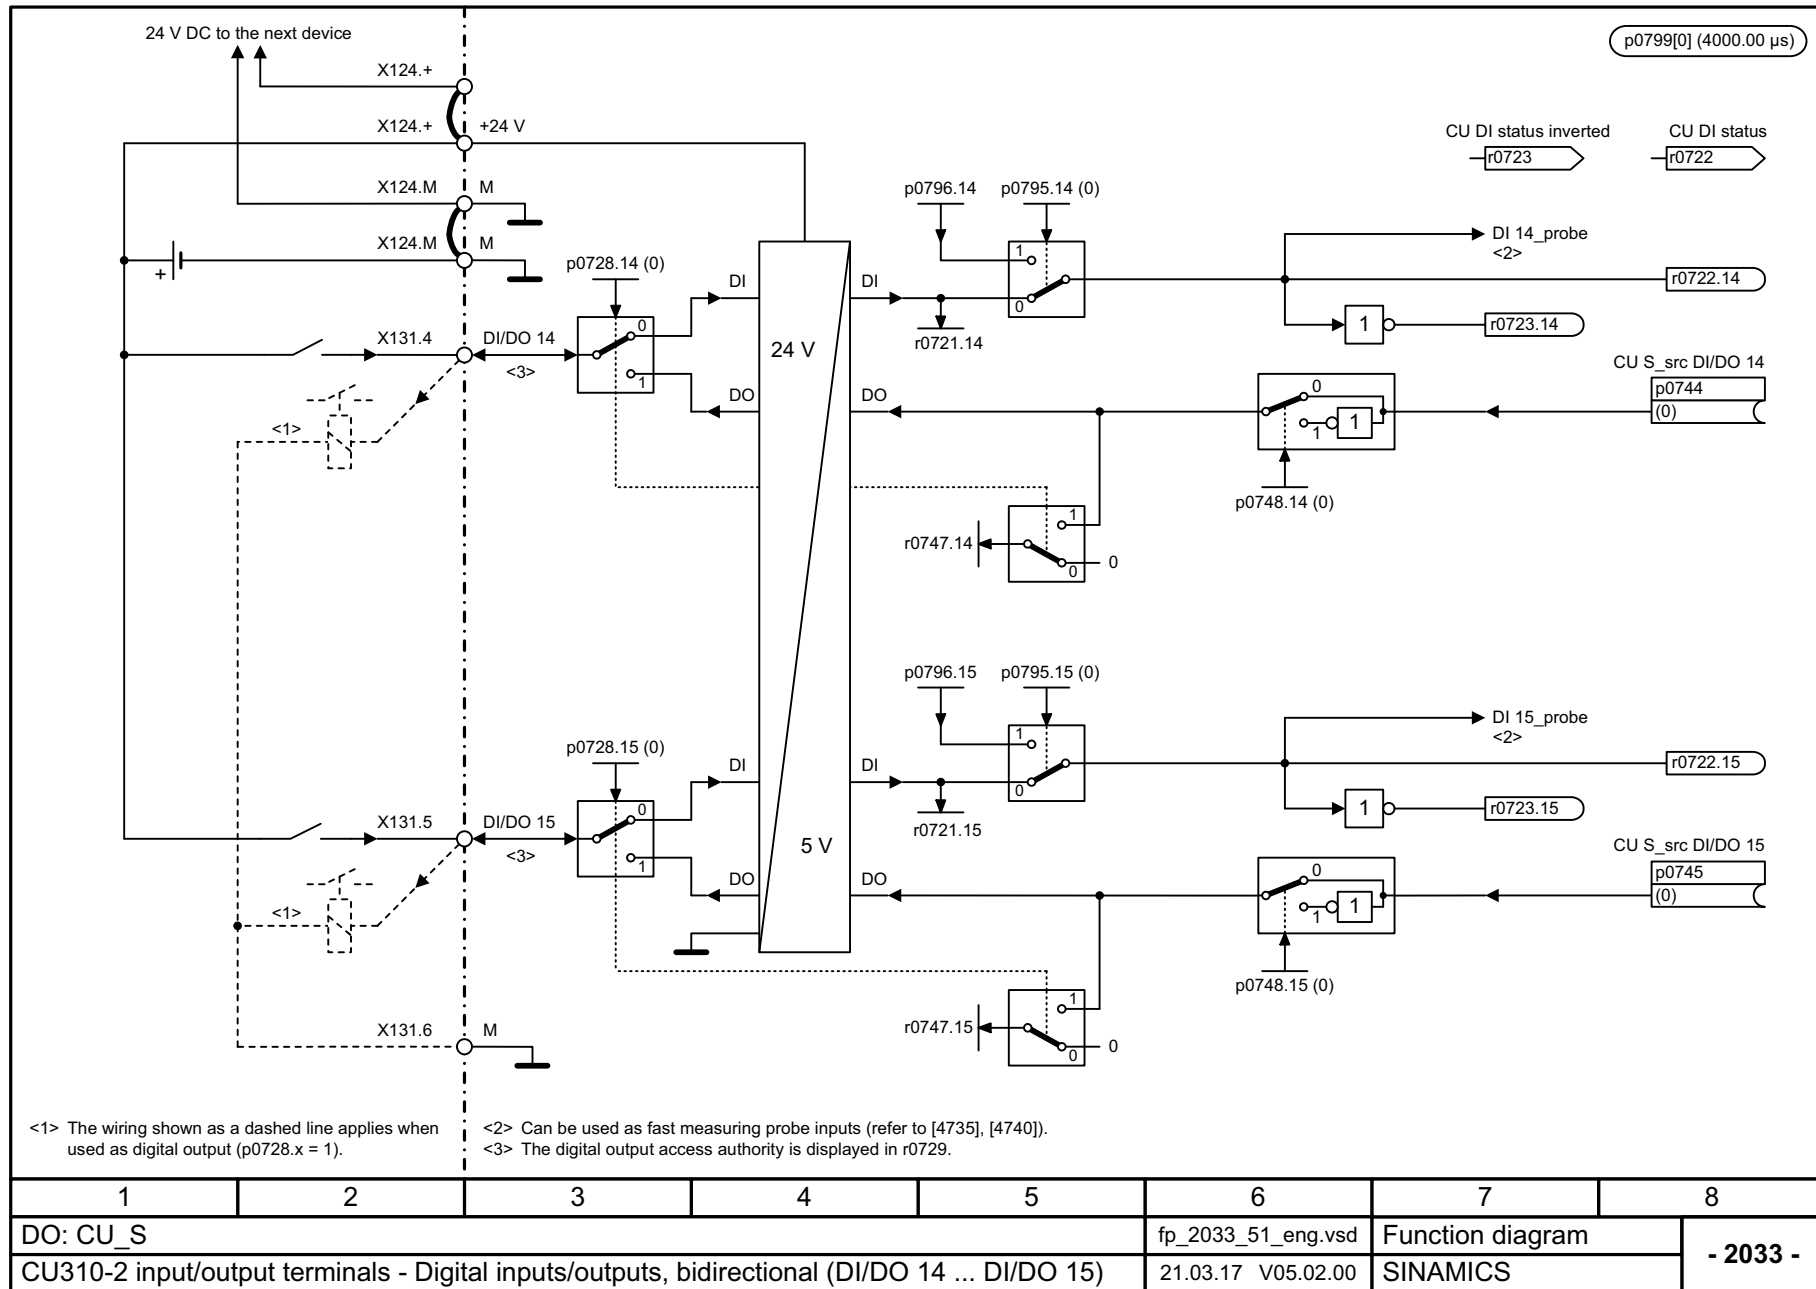 24 V DC to the next device
p0799[0] (4000.00 µs)
X124.+
X124.+
+24 V
CU DI status inverted
CU DI status
r0723
r0722
X124.M
M
X124.M
M
+
p0796.14
p0795.14 (0)
1
0
DI 14_probe
<2>
r0722.14
p0728.14 (0)
DI
DI
0
1
r0721.14
1
r0723.14
X131.4
DI/DO 14
<3>
24 V
CU S_src DI/DO 14
p0744
(0)
DO
DO
0
1
1
<1>
p0748.14 (0)
1
r0747.14
0
0
p0796.15
p0795.15 (0)
1
0
DI 15_probe
<2>
r0722.15
p0728.15 (0)
DI
DI
0
1
r0721.15
1
r0723.15
X131.5
DI/DO 15
<3>
5 V
CU S_src DI/DO 15
p0745
(0)
DO
DO
0
1
1
<1>
p0748.15 (0)
1
r0747.15
0
0
X131.6
M
<1> The wiring shown as a dashed line applies when
used as digital output (p0728.x = 1).
<2> Can be used as fast measuring probe inputs (refer to [4735], [4740]).
<3> The digital output access authority is displayed in r0729.
1 2 3 4 5 6 7 8
DO: CU_S
fp_2033_51_eng.vsd
Function diagram
- 2033 -
CU310-2 input/output terminals - Digital inputs/outputs, bidirectional (DI/DO 14 ... DI/DO 15)
21.03.17 V05.02.00
SINAMICS